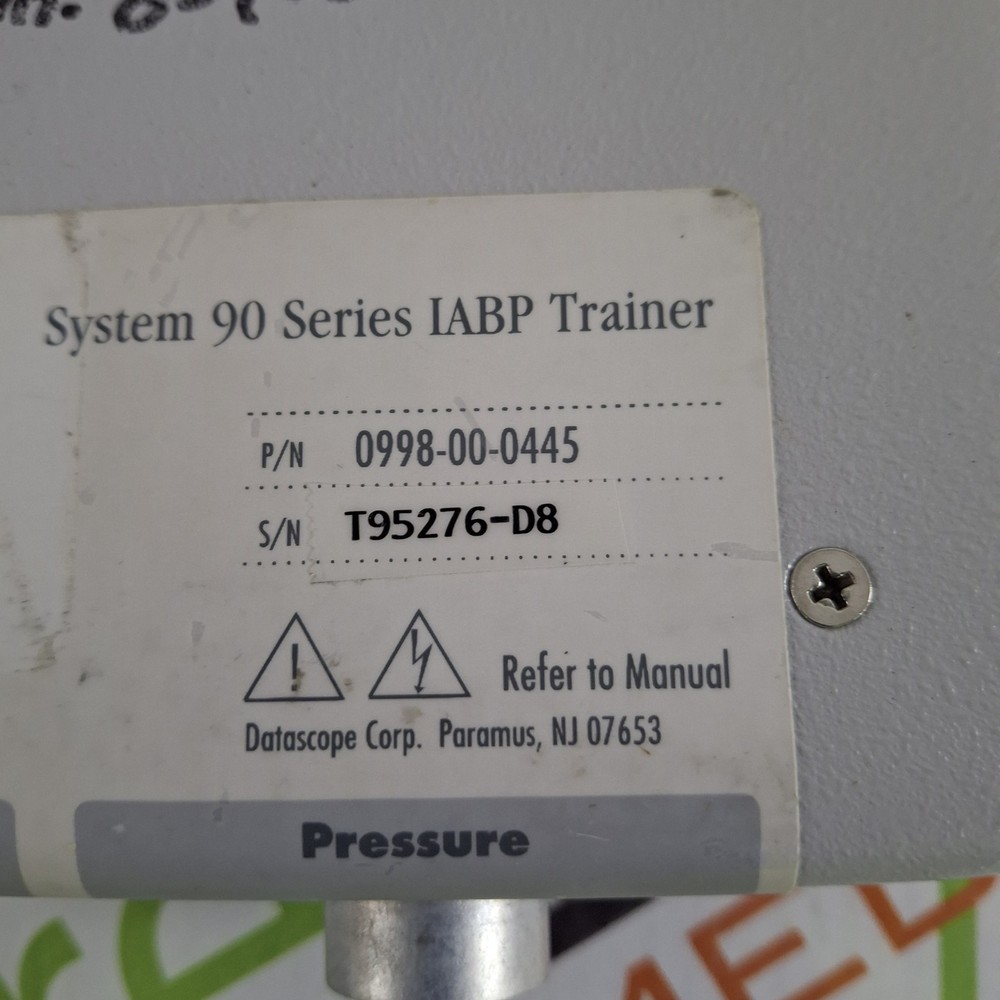 System 90 Series IABP Trainer
P/N 0998-00-0445
S/N T95276-D8
Refer to Manual
Datascope Corp. Paramus, NJ 07653
Pressure
MED